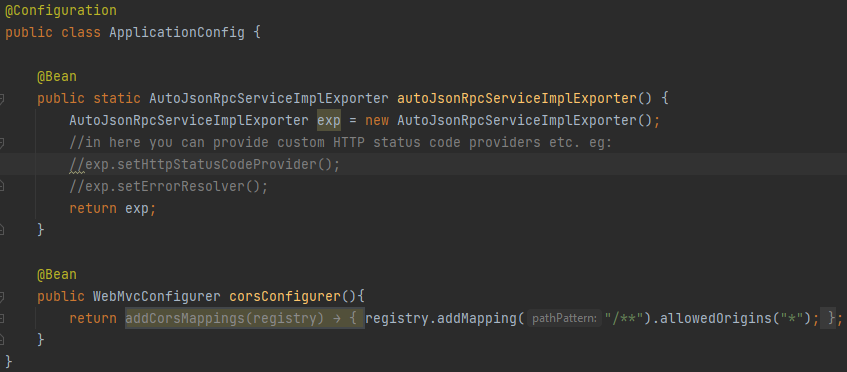 @Configuration
public class ApplicationConfig {
@Bean
public static AutoJsonRpcServiceImplExporter autoJsonRpcServiceImplExporter() {
AutoJsonRpcServiceImplExporter exp = new AutoJsonRpcServiceImplExporter();
//in here you can provide custom HTTP status code providers etc. eg:
//exp.setHttpStatusCodeProvider();
//exp.setErrorResolver();
return exp;
}
@Bean
public WebMvcConfigurer corsConfigurer(){
return addCorsMappings(registry) → { registry.addMapping( pathPattern: "/**").allowedOrigins("*"); };
}
}